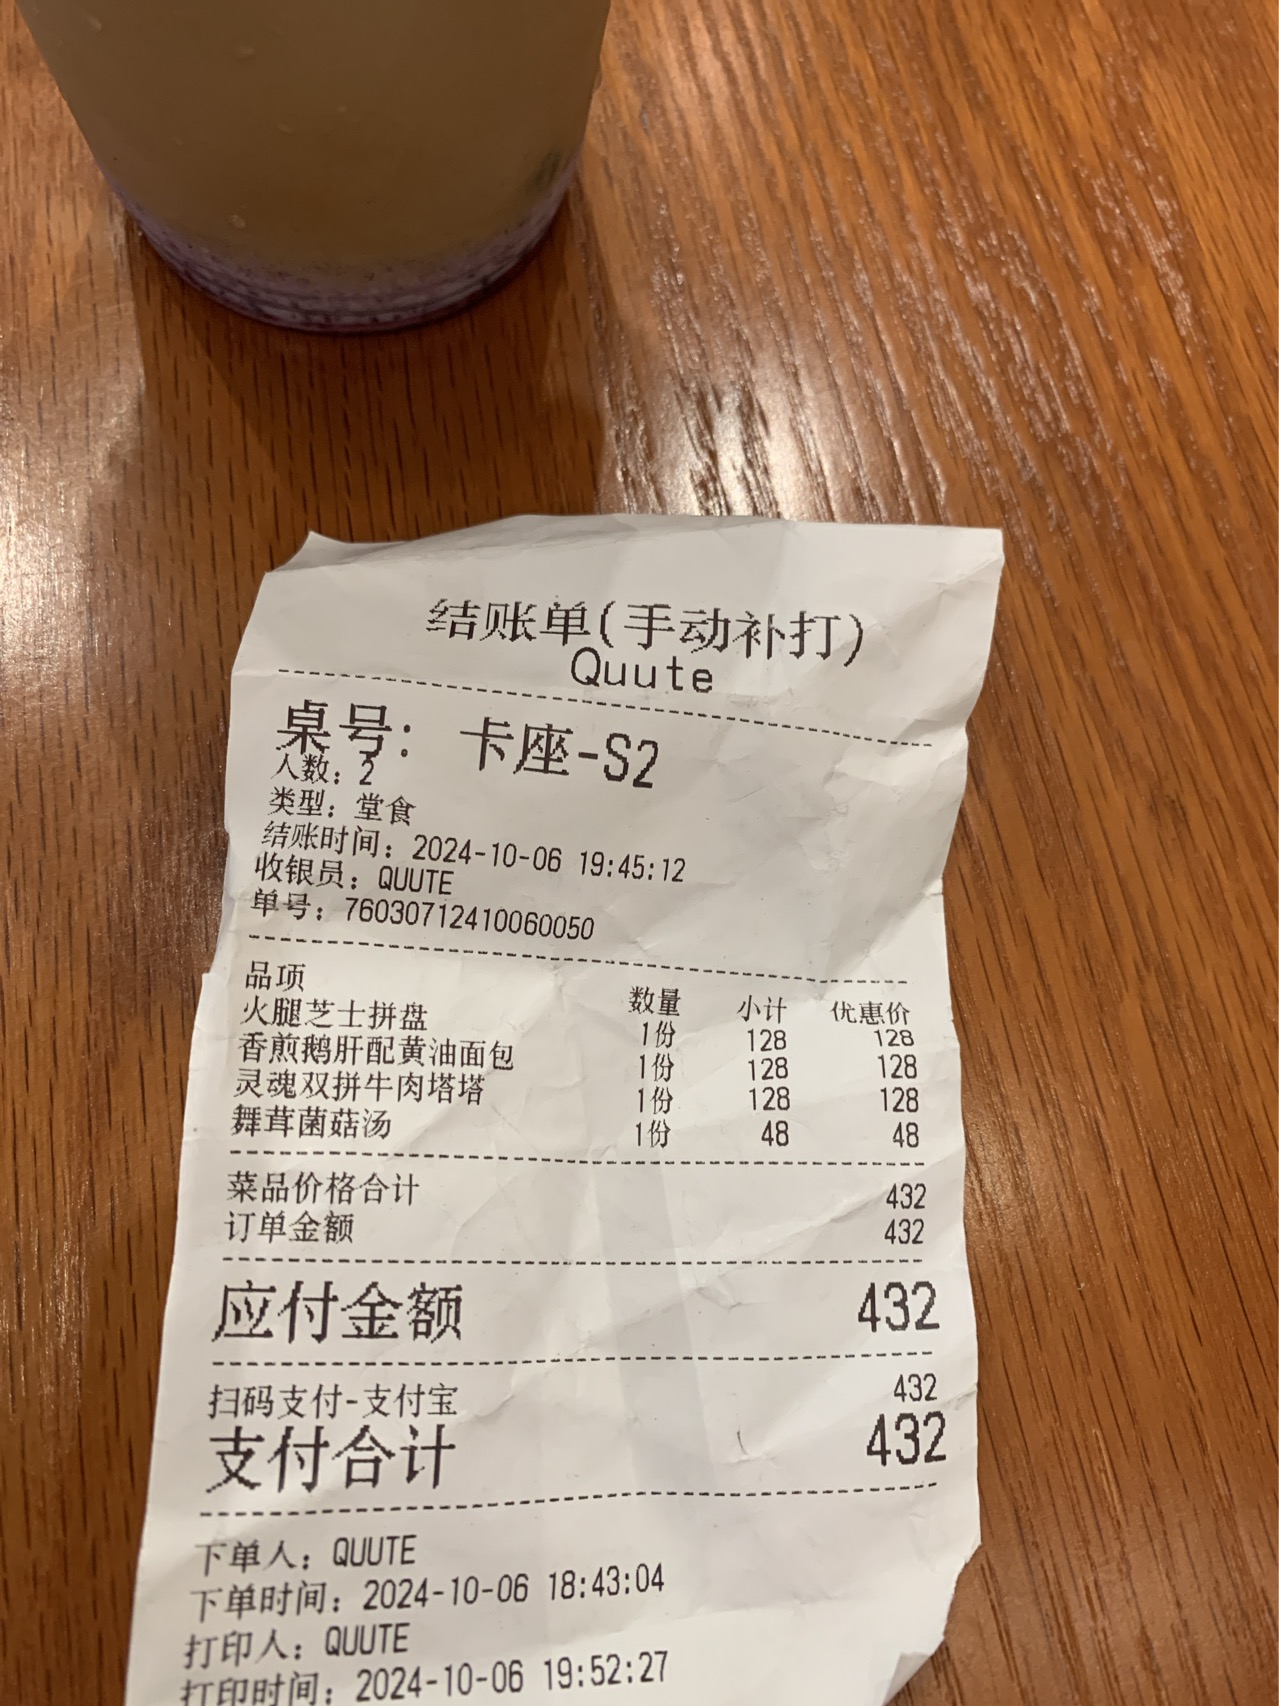 结账单(手动补打)
Quute
桌号: 卡座-S2
人数: 2
类型: 堂食
结账时间: 2024-10-06 19:45:12
收银员: QUUTE
单号: 76030712410060050
品项 数量 小计 优惠价
火腿芝士拼盘 1份 128 128
香煎鹅肝配黄油面包 1份 128 128
灵魂双拼牛肉塔塔 1份 128 128
舞茸菌菇汤 1份 48 48
菜品价格合计 432
订单金额 432
应付金额 432
扫码支付-支付宝 432
支付合计 432
下单人: QUUTE
下单时间: 2024-10-06 18:43:04
打印人: QUUTE
打印时间: 2024-10-06 19:52:27